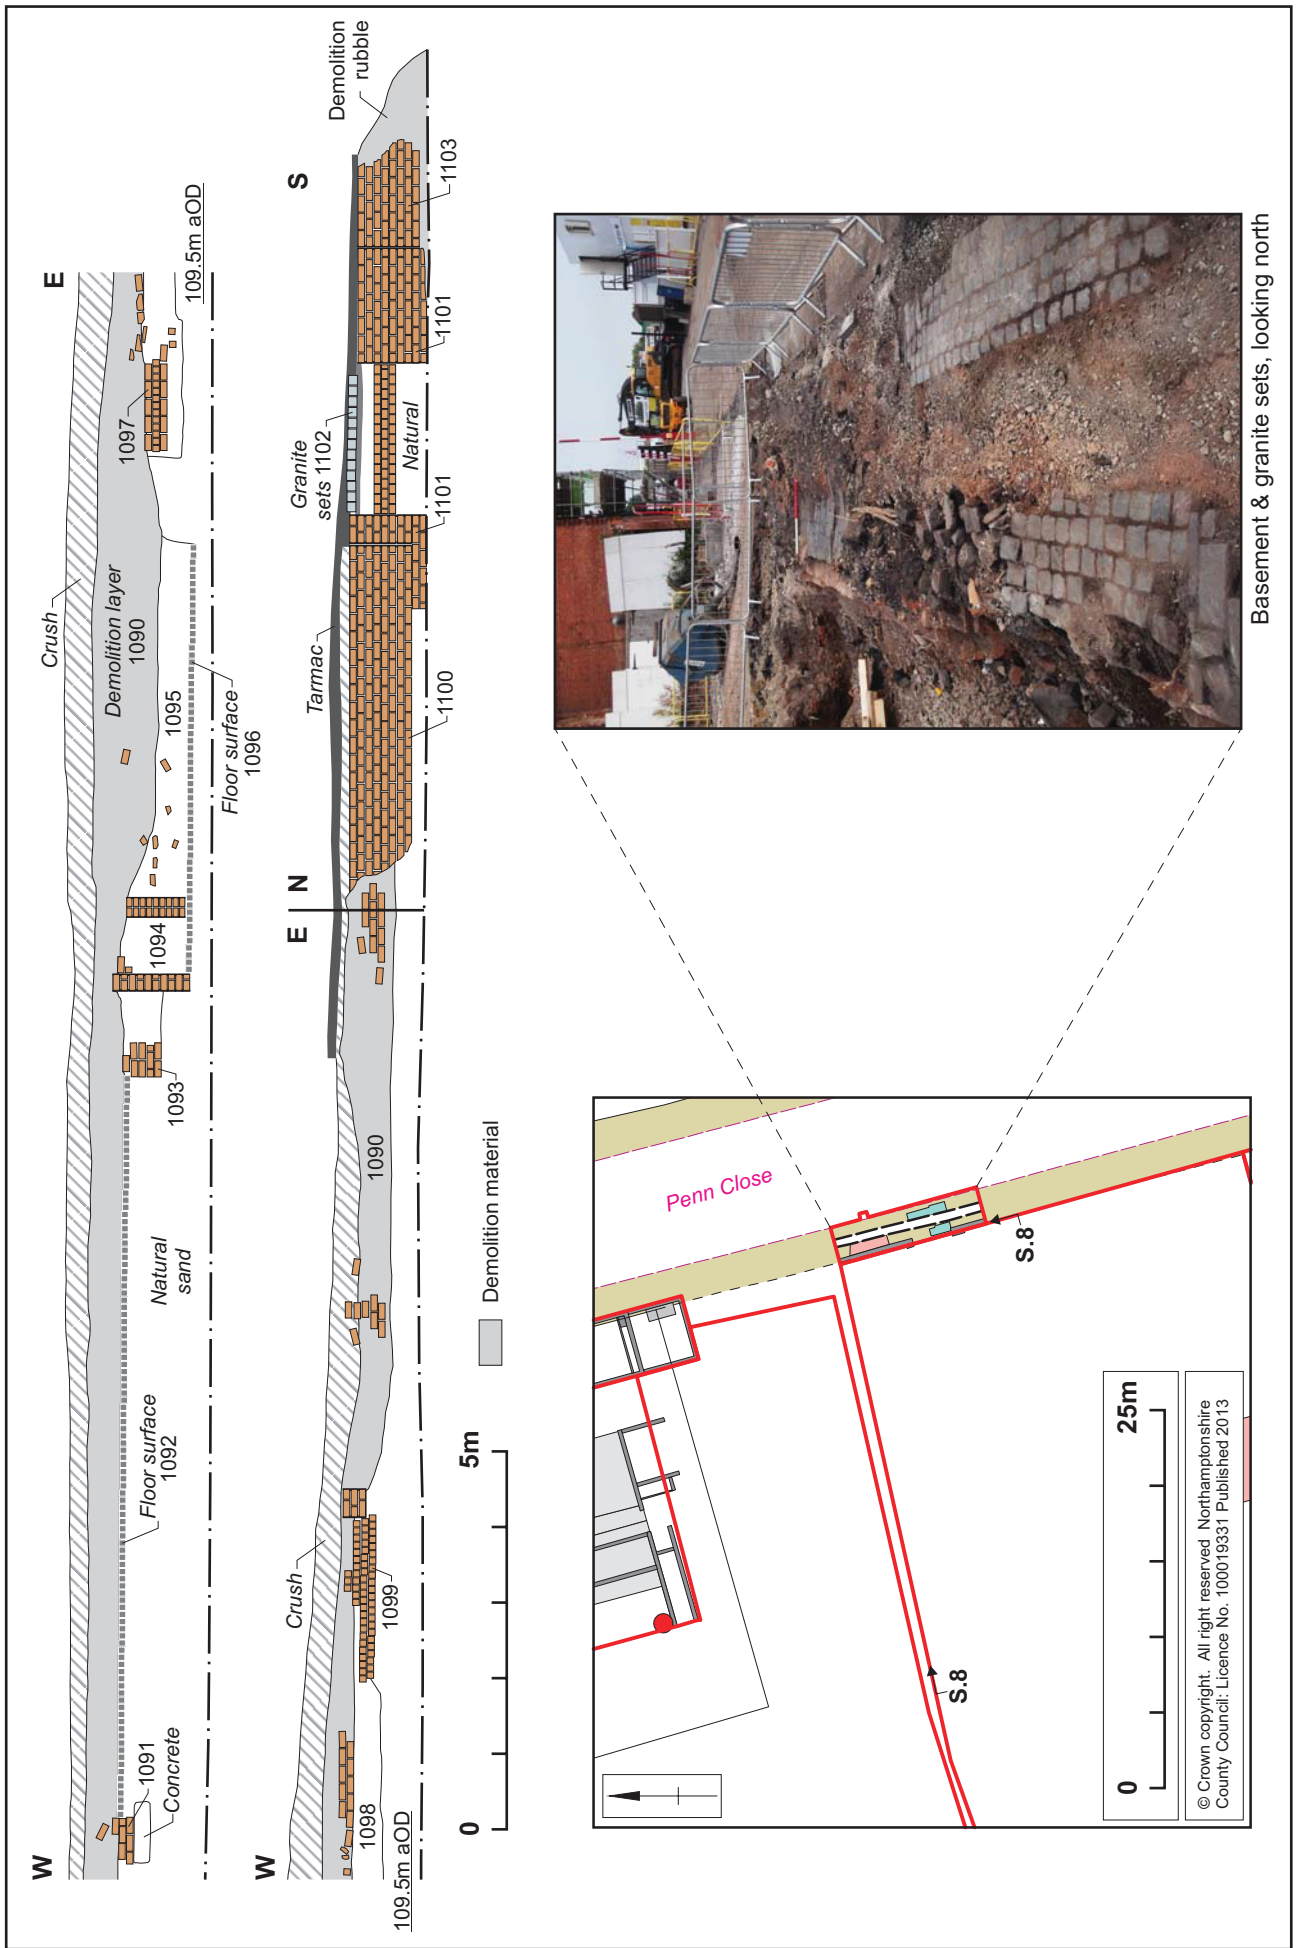 W
E
Crush
Demolition layer
1090
1091
Concrete
Floor surface
1092
Natural
sand
1093
1094
1095
Floor surface
1096
1097
109.5m aOD
W
E
N
S
Crush
1098
109.5m aOD
1099
1090
Tarmac
1100
1101
Granite
sets 1102
Natural
1101
1103
Demolition
rubble
0
5m
Demolition material
Penn Close
S.8
S.8
0
25m
© Crown copyright. All right reserved Northamptonshire
County Council: Licence No. 100019331 Published 2013
Basement & granite sets, looking north